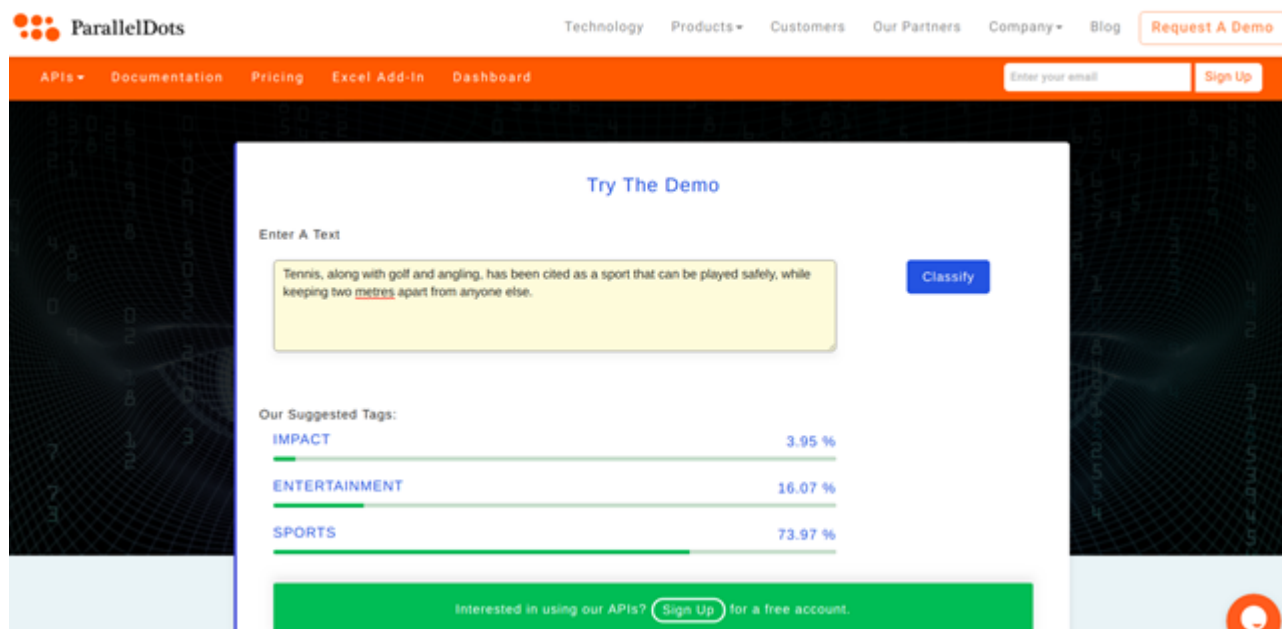 ParallelDots
Technology Products Customers Our Partners Company Blog Request A Demo
APIs Documentation Pricing Excel Add-In Dashboard Enter your email Sign Up
Try The Demo
Enter A Text
Tennis, along with golf and angling, has been cited as a sport that can be played safely, while
keeping two metres apart from anyone else.
Classify
Our Suggested Tags:
IMPACT 3.95 %
ENTERTAINMENT 16.07 %
SPORTS 73.97 %
Interested in using our APIs? Sign Up for a free account.